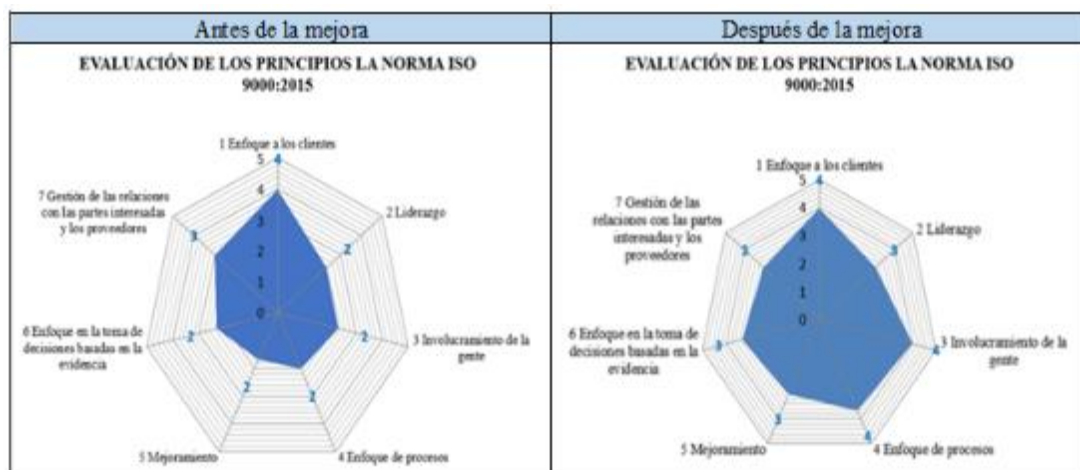 Antes de la mejora
EVALUACIÓN DE LOS PRINCIPIOS LA NORMA ISO
9000:2015
1 Enfoque a los clientes
5
4
4
3
2
1
0
2 Liderazgo
2
3 Involucramiento de la
gente
2
4 Enfoque de procesos
2
5 Mejoramiento
2
6 Enfoque en la toma de
decisiones basadas en la
evidencia
2
7 Gestión de las relaciones
con las partes interesadas
y los proveedores
3
Después de la mejora
EVALUACIÓN DE LOS PRINCIPIOS LA NORMA ISO
9000:2015
1 Enfoque a los clientes
5
4
4
3
2
1
0
2 Liderazgo
3
3 Involucramiento de la
gente
4
4 Enfoque de procesos
4
5 Mejoramiento
3
6 Enfoque en la toma de
decisiones basadas en la
evidencia
3
7 Gestión de las
relaciones con las partes
interesadas y los
proveedores
3